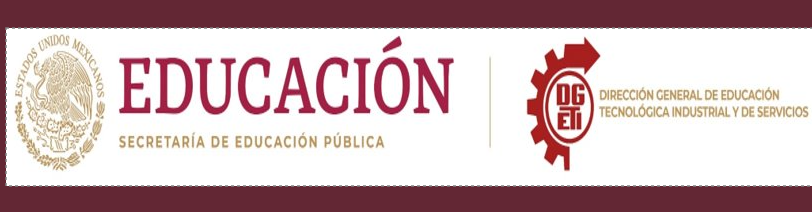 ESTADOS UNIDOS MEXICANOS
EDUCACIÓN
SECRETARÍA DE EDUCACIÓN PÚBLICA
DG
ETI
DIRECCIÓN GENERAL DE EDUCACIÓN
TECNOLÓGICA INDUSTRIAL Y DE SERVICIOS